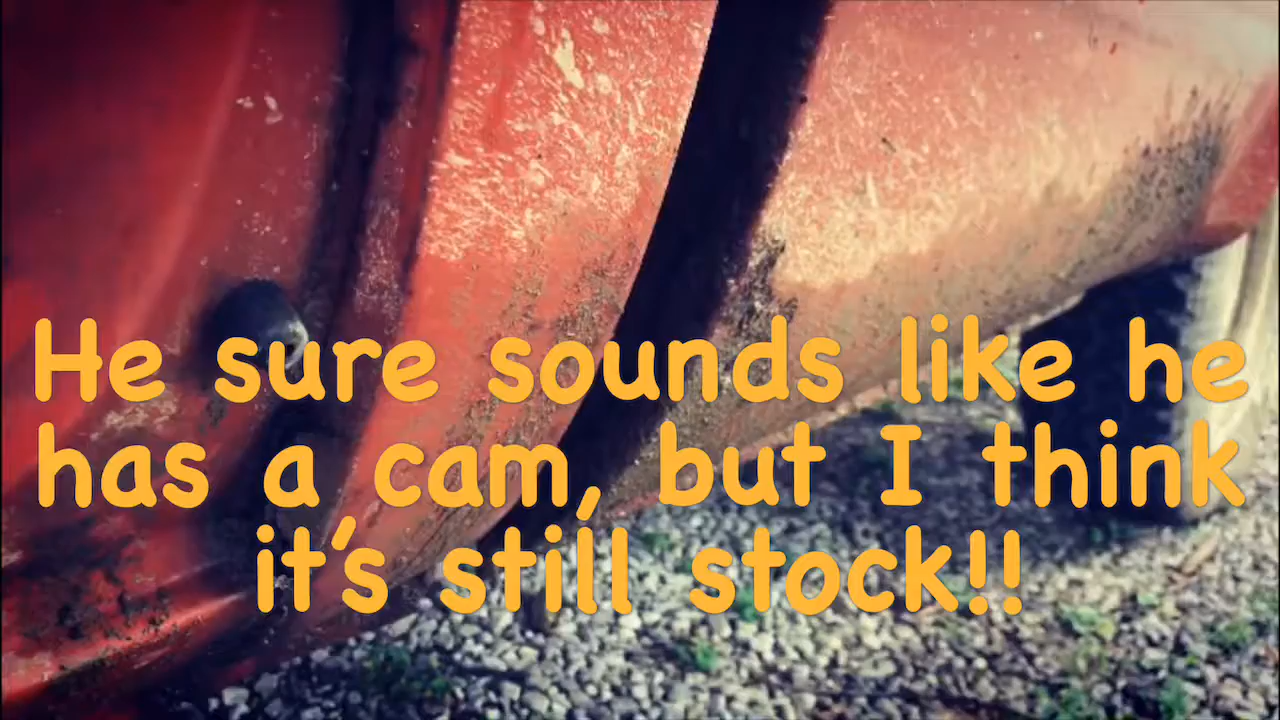 He sure sounds like he
has a cam, but I think
it's still stock!!